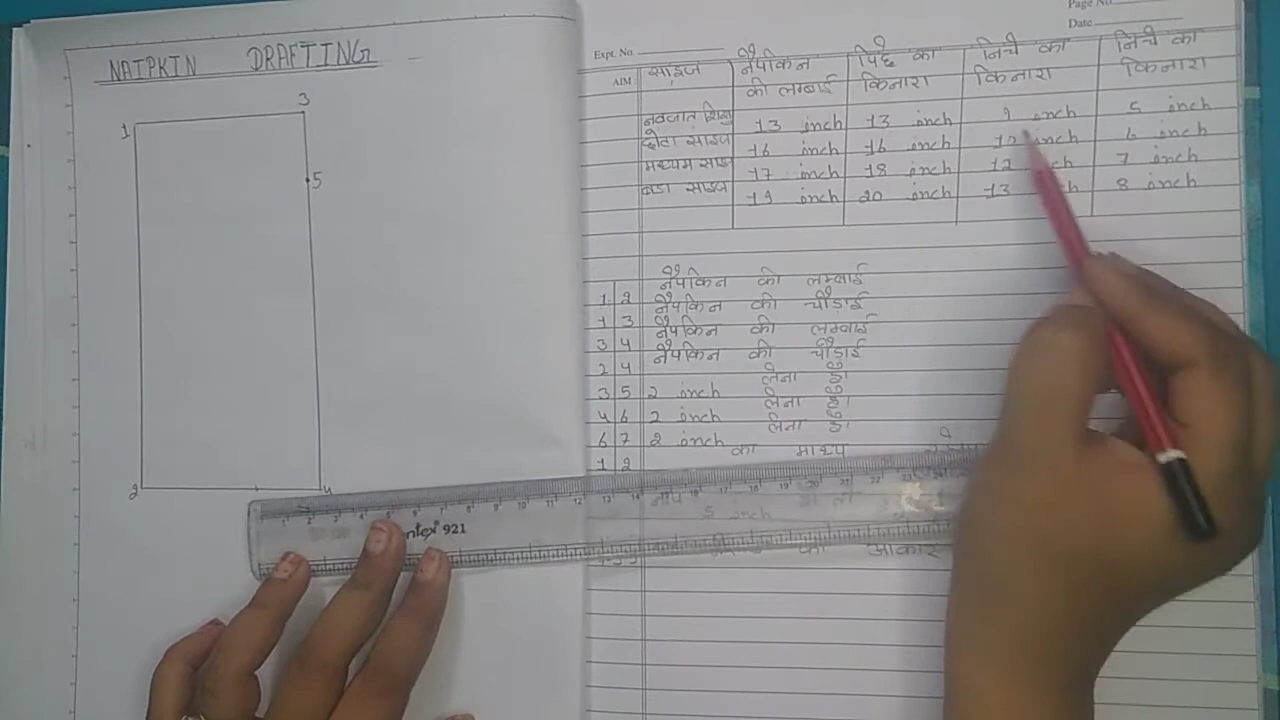 NAIPKIN DRAFTING
1
3
5
2
4
Page No
Date
Expt. No.
AIM
साइज नैपकिन की लम्बाई पिछे का किनारा निचे का किनारा निचे का किनारा
नवजात शिशु 13 inch 13 inch 9 inch 5 inch
छोटा साइज 16 inch 16 inch 10 inch 6 inch
मध्यम साइज 17 inch 18 inch 12 inch 7 inch
बडा साइज 19 inch 20 inch 13 8 inch
1 2 नैपकिन की लम्बाई
1 3 नैपकिन की चौड़ाई
3 4 नैपकिन की लम्बाई
2 4 नैपकिन की चौड़ाई
3 5 2 inch लेना है।
4 6 2 inch लेना है।
6 7 2 inch लेना है।
1 2 का माध्य
नाप
5 inch
का आकार
921